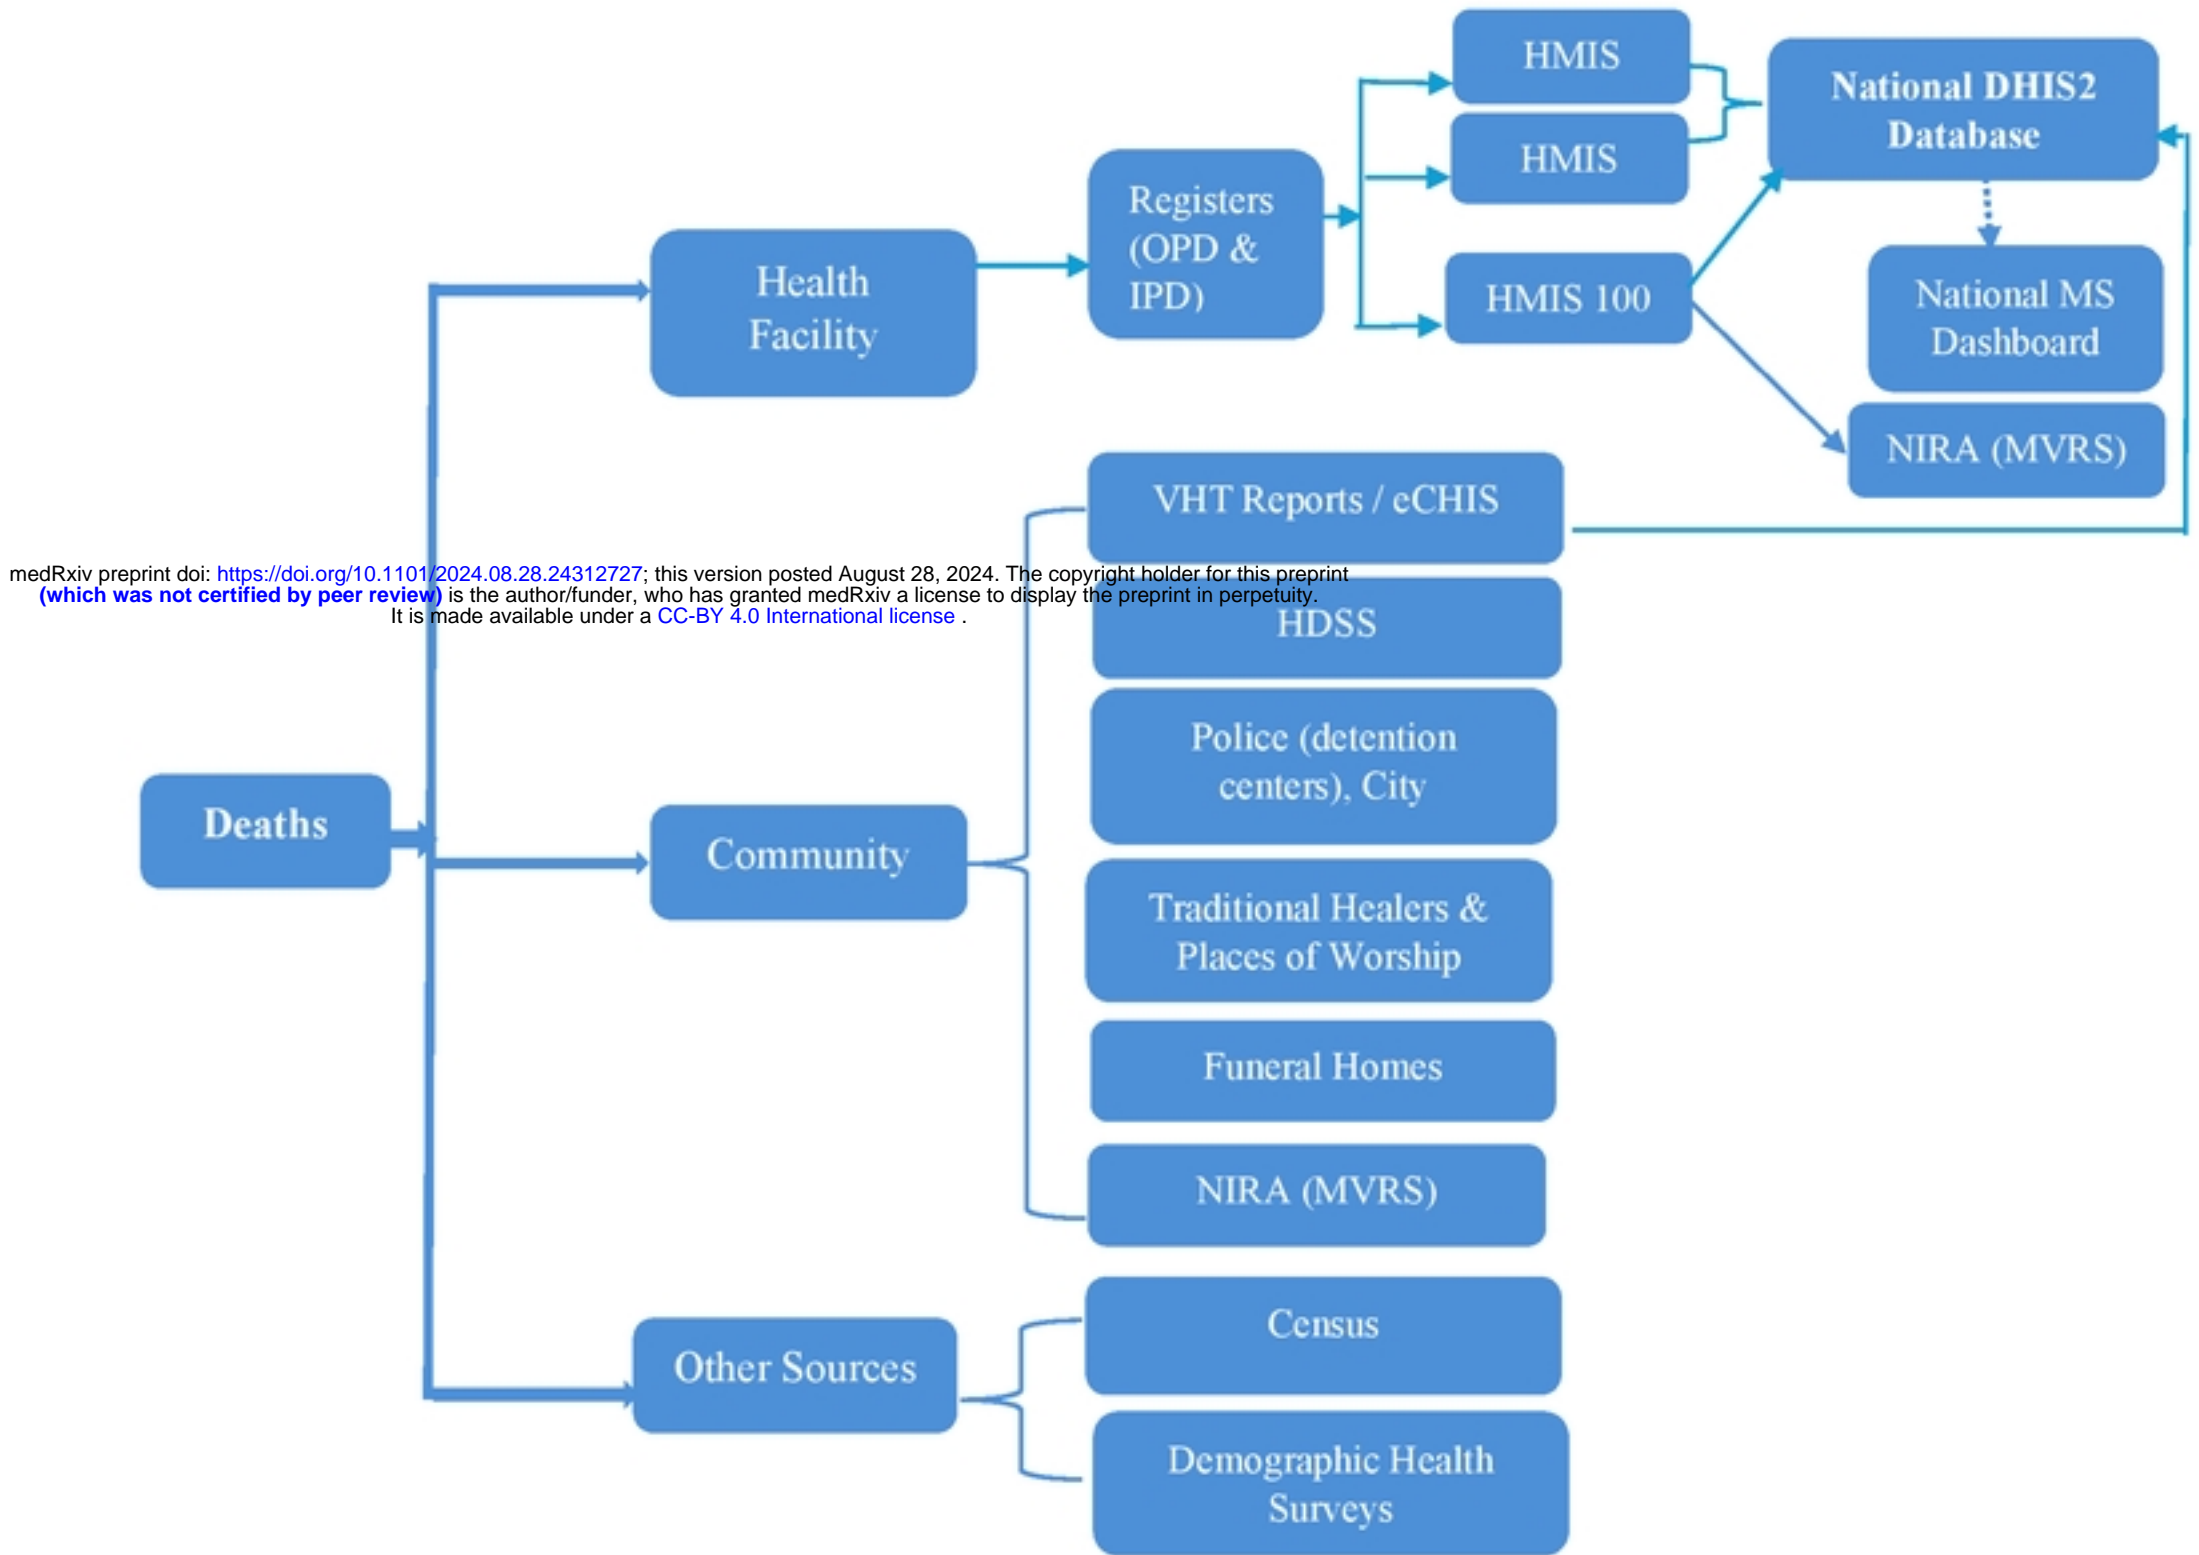 HMIS
National DHIS2
Database
HMIS
Registers
(OPD &
IPD)
Health
Facility
HMIS 100
National MS
Dashboard
NIRA (MVRS)
VHT Reports / eCHIS
medRxiv preprint doi: https://doi.org/10.1101/2024.08.28.24312727; this version posted August 28, 2024. The copyright holder for this preprint
(which was not certified by peer review) is the author/funder, who has granted medRxiv a license to display the preprint in perpetuity.
It is made available under a CC-BY 4.0 International license .
HDSS
Police (detention
centers), City
Deaths
Community
Traditional Healers &
Places of Worship
Funeral Homes
NIRA (MVRS)
Other Sources
Census
Demographic Health
Surveys